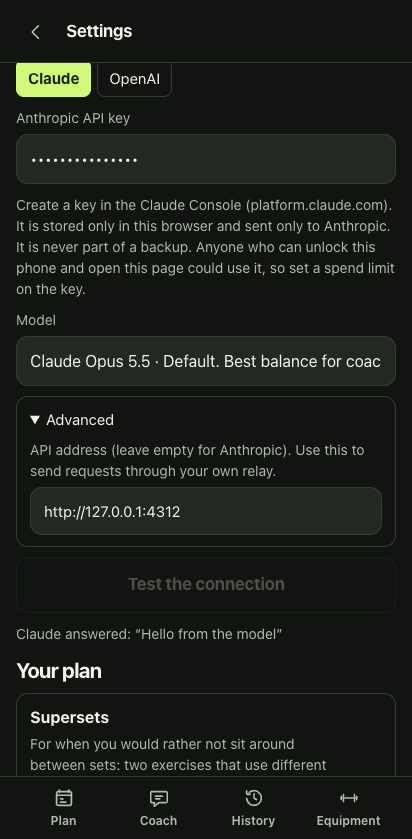 Settings
Claude
OpenAI
Anthropic API key
•••••••••••••••
Create a key in the Claude Console (platform.claude.com).
It is stored only in this browser and sent only to Anthropic.
It is never part of a backup. Anyone who can unlock this
phone and open this page could use it, so set a spend limit
on the key.
Model
Claude Opus 5.5 · Default. Best balance for coac
▼ Advanced
API address (leave empty for Anthropic). Use this to
send requests through your own relay.
http://127.0.0.1:4312
Test the connection
Claude answered: “Hello from the model”
Your plan
Supersets
For when you would rather not sit around
between sets: two exercises that use different
Plan
Coach
History
Equipment